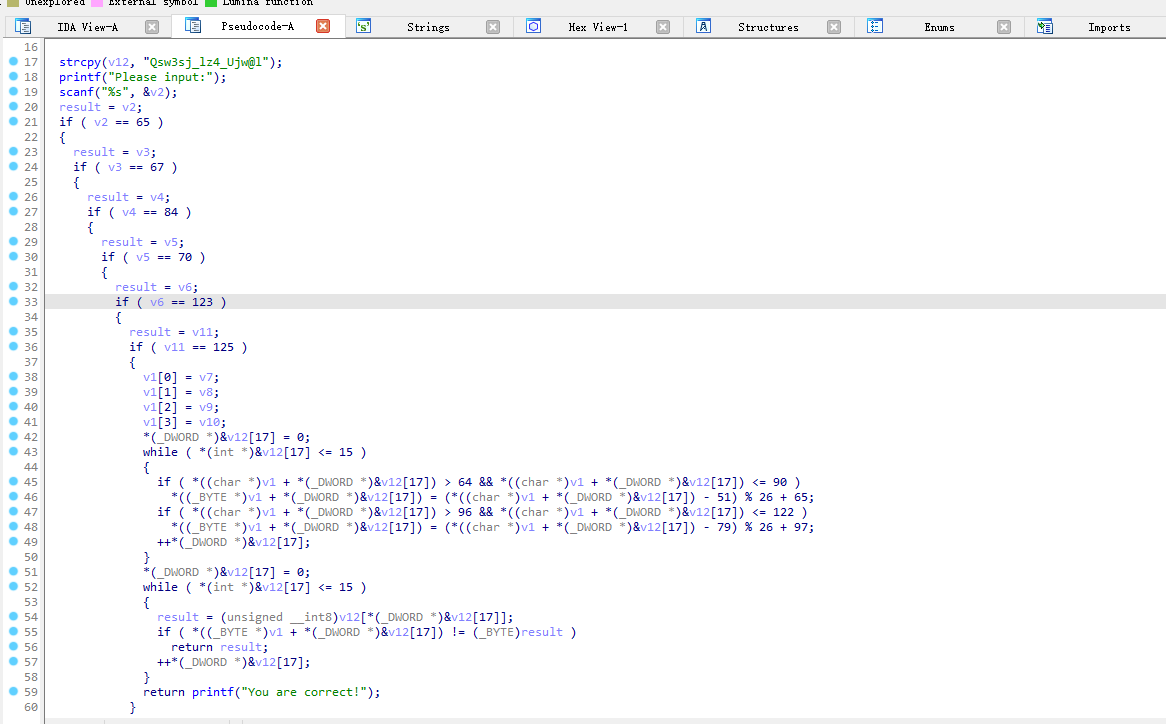 Unexplored External symbol Lumina function
IDA View-A Pseudocode-A Strings Hex View-1 Structures Enums Imports
16
17 strcpy(v12, "Qsw3sj_lz4_Ujw@l");
18 printf("Please input:");
19 scanf("%s", &v2);
20 result = v2;
21 if ( v2 == 65 )
22 {
23 result = v3;
24 if ( v3 == 67 )
25 {
26 result = v4;
27 if ( v4 == 84 )
28 {
29 result = v5;
30 if ( v5 == 70 )
31 {
32 result = v6;
33 if ( v6 == 123 )
34 {
35 result = v11;
36 if ( v11 == 125 )
37 {
38 v1[0] = v7;
39 v1[1] = v8;
40 v1[2] = v9;
41 v1[3] = v10;
42 *(_DWORD *)&v12[17] = 0;
43 while ( *(int *)&v12[17] <= 15 )
44 {
45 if ( *((char *)v1 + *(_DWORD *)&v12[17]) > 64 && *((char *)v1 + *(_DWORD *)&v12[17]) <= 90 )
46 *((_BYTE *)v1 + *(_DWORD *)&v12[17]) = (*((char *)v1 + *(_DWORD *)&v12[17]) - 51) % 26 + 65;
47 if ( *((char *)v1 + *(_DWORD *)&v12[17]) > 96 && *((char *)v1 + *(_DWORD *)&v12[17]) <= 122 )
48 *((_BYTE *)v1 + *(_DWORD *)&v12[17]) = (*((char *)v1 + *(_DWORD *)&v12[17]) - 79) % 26 + 97;
49 ++*(_DWORD *)&v12[17];
50 }
51 *(_DWORD *)&v12[17] = 0;
52 while ( *(int *)&v12[17] <= 15 )
53 {
54 result = (unsigned __int8)v12[*(_DWORD *)&v12[17]];
55 if ( *((_BYTE *)v1 + *(_DWORD *)&v12[17]) != (_BYTE)result )
56 return result;
57 ++*(_DWORD *)&v12[17];
58 }
59 return printf("You are correct!");
60 }